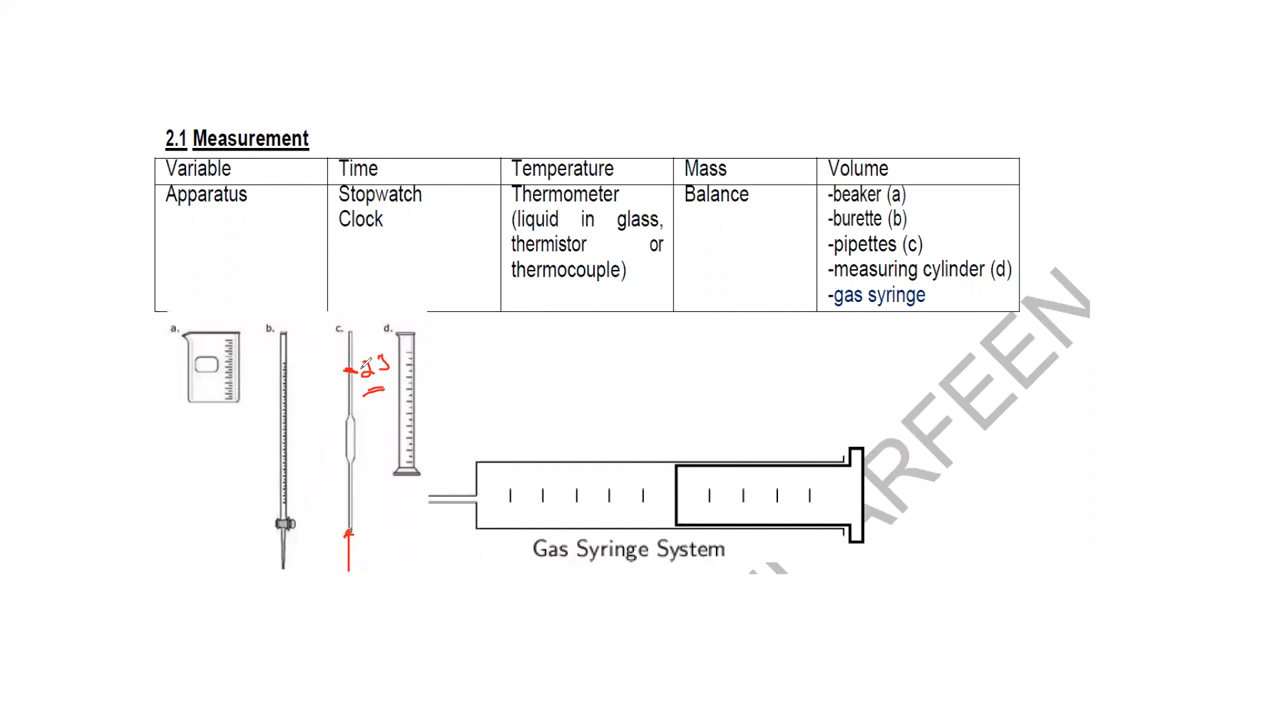 2.1 Measurement
Variable
Time
Temperature
Mass
Volume
Apparatus
Stopwatch
Clock
Thermometer
(liquid in glass,
thermistor or
thermocouple)
Balance
-beaker (a)
-burette (b)
-pipettes (c)
-measuring cylinder (d)
-gas syringe
a.
b.
c.
d.
Gas Syringe System
ARFEEN